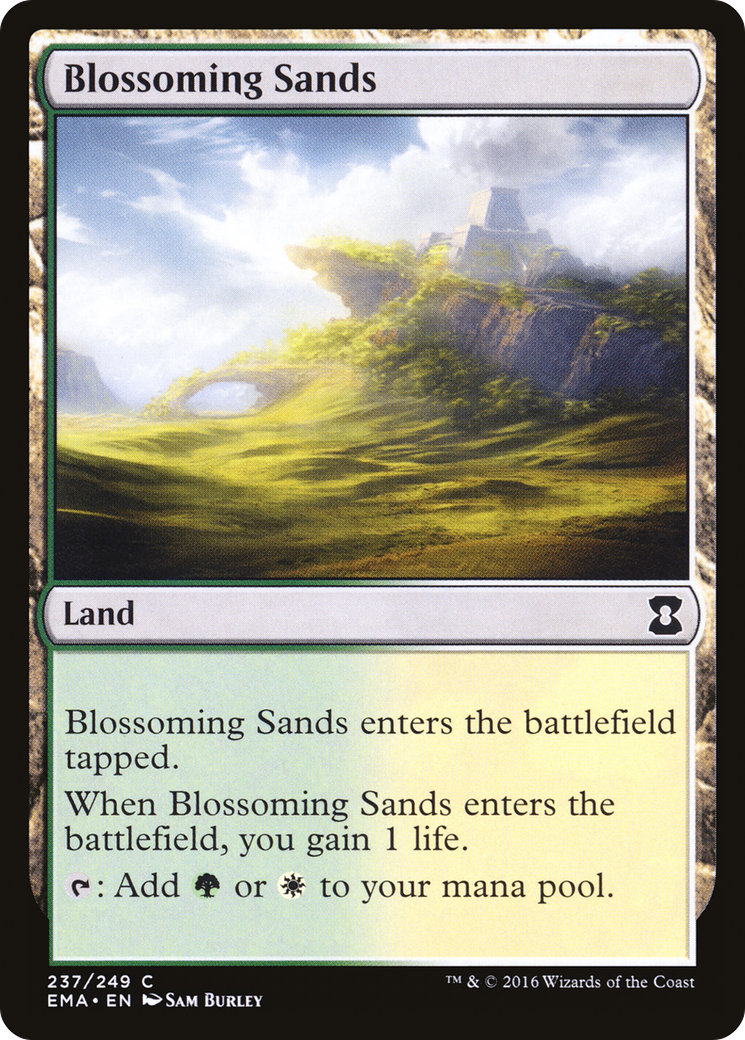 Blossoming Sands
Land
Blossoming Sands enters the battlefield
tapped.
When Blossoming Sands enters the
battlefield, you gain 1 life.
: Add or to your mana pool.
237/249 C
EMA • EN Sam Burley
™ & © 2016 Wizards of the Coast